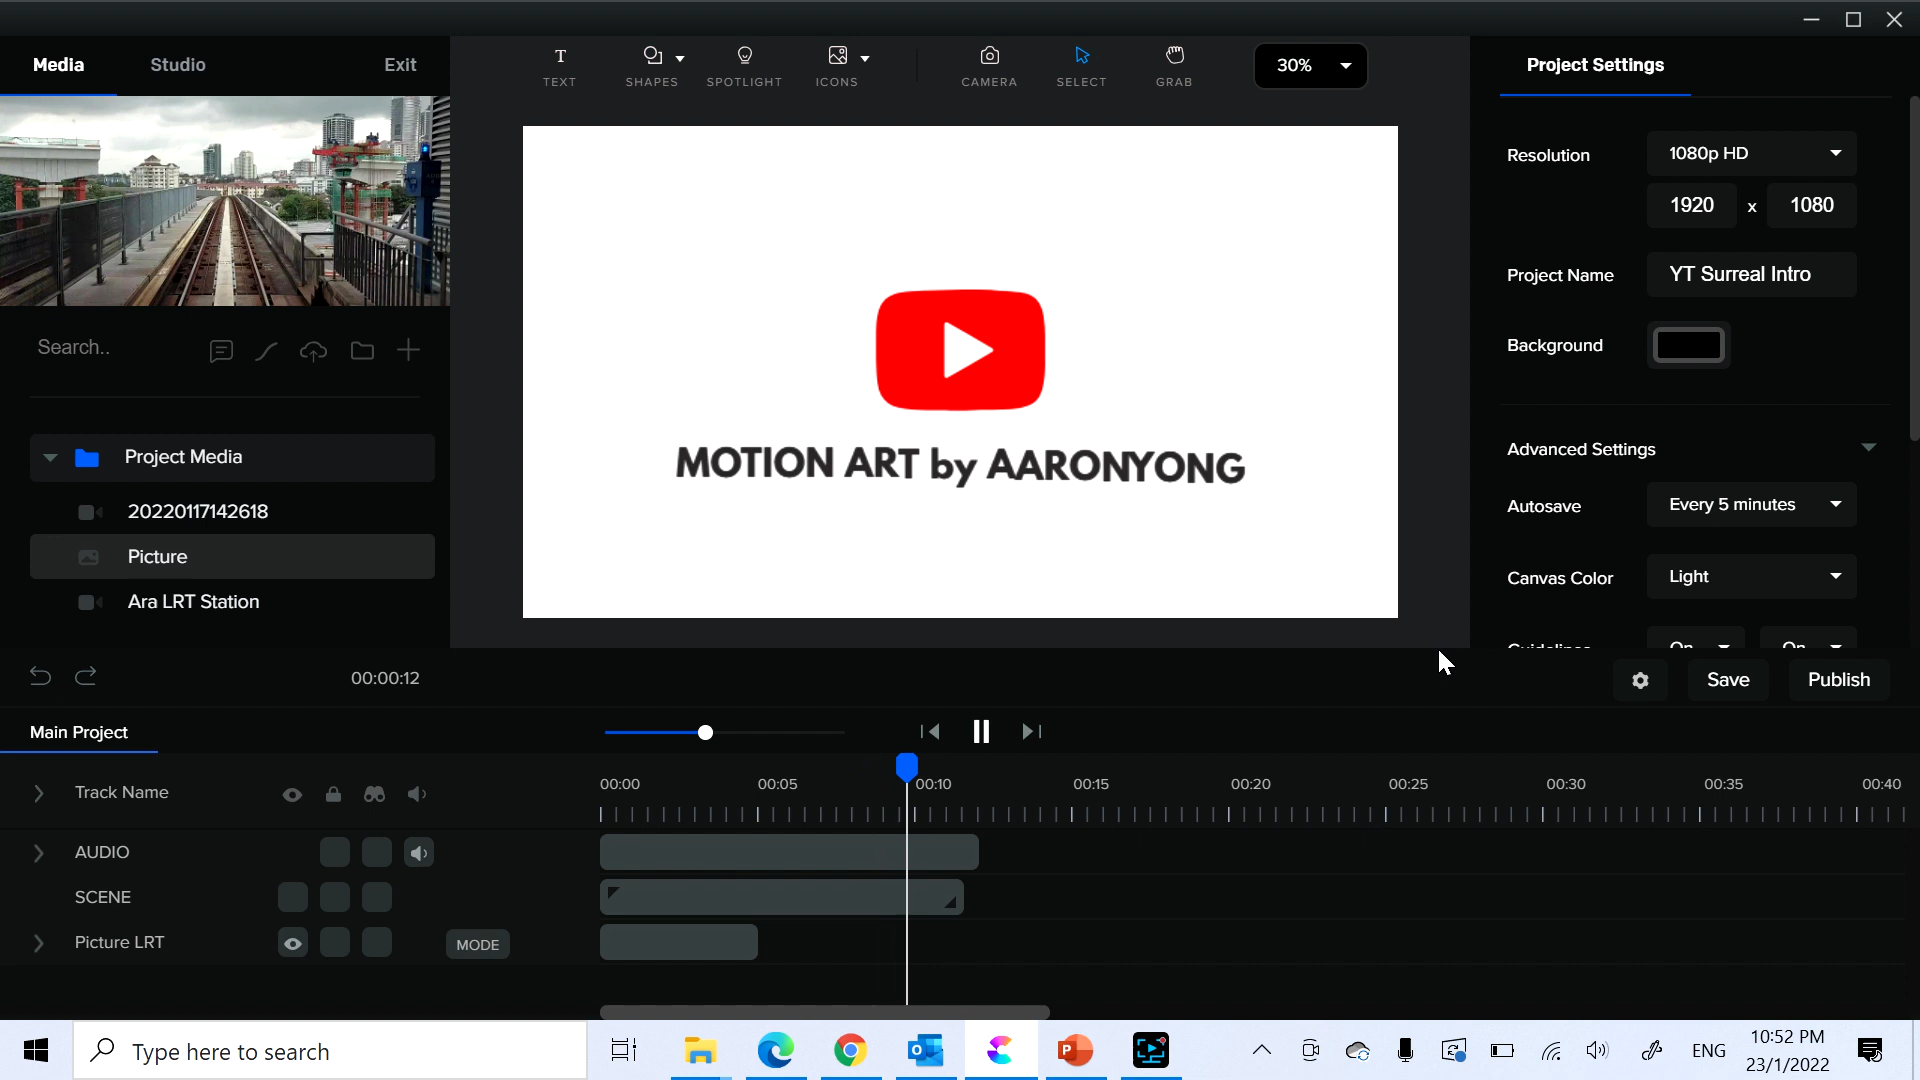 Media
Studio
Exit
T
TEXT
SHAPES
SPOTLIGHT
ICONS
CAMERA
SELECT
GRAB
30%
Project Settings
Resolution
1080p HD
1920 x 1080
Project Name
YT Surreal Intro
Background
Advanced Settings
Autosave
Every 5 minutes
Canvas Color
Light
Guidelines
On
On
Search..
Project Media
20220117142618
Picture
Ara LRT Station
MOTION ART by AARONYONG
00:00:12
Save
Publish
Main Project
Track Name
00:00
00:05
00:10
00:15
00:20
00:25
00:30
00:35
00:40
AUDIO
SCENE
Picture LRT
MODE
Type here to search
ENG
10:52 PM
23/1/2022